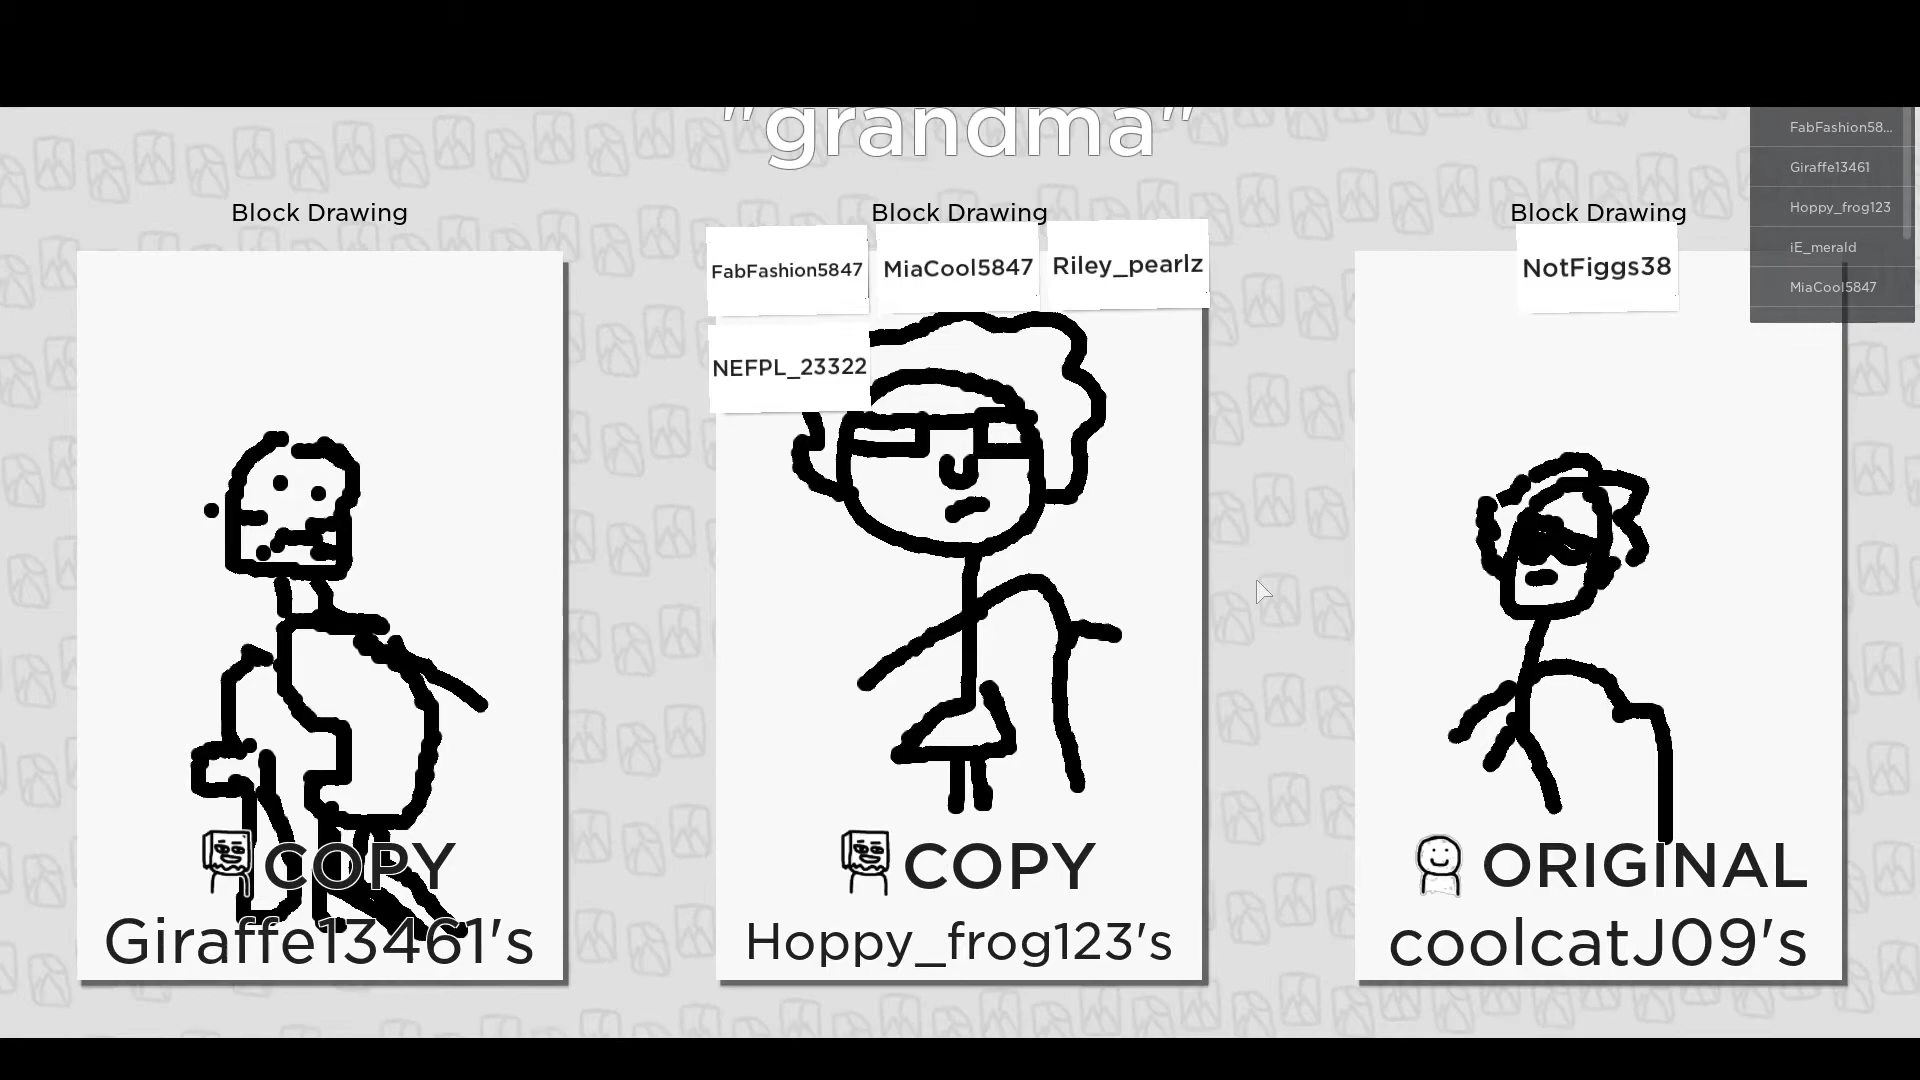 "grandma"
FabFashion58...
Giraffe13461
Hoppy_frog123
iE_merald
MiaCool5847
Block Drawing
Block Drawing
Block Drawing
FabFashion5847
MiaCool5847
Riley_pearlz
NEFPL_23322
NotFiggs38
COPY
Giraffe13461's
COPY
Hoppy_frog123's
ORIGINAL
coolcatJ09's